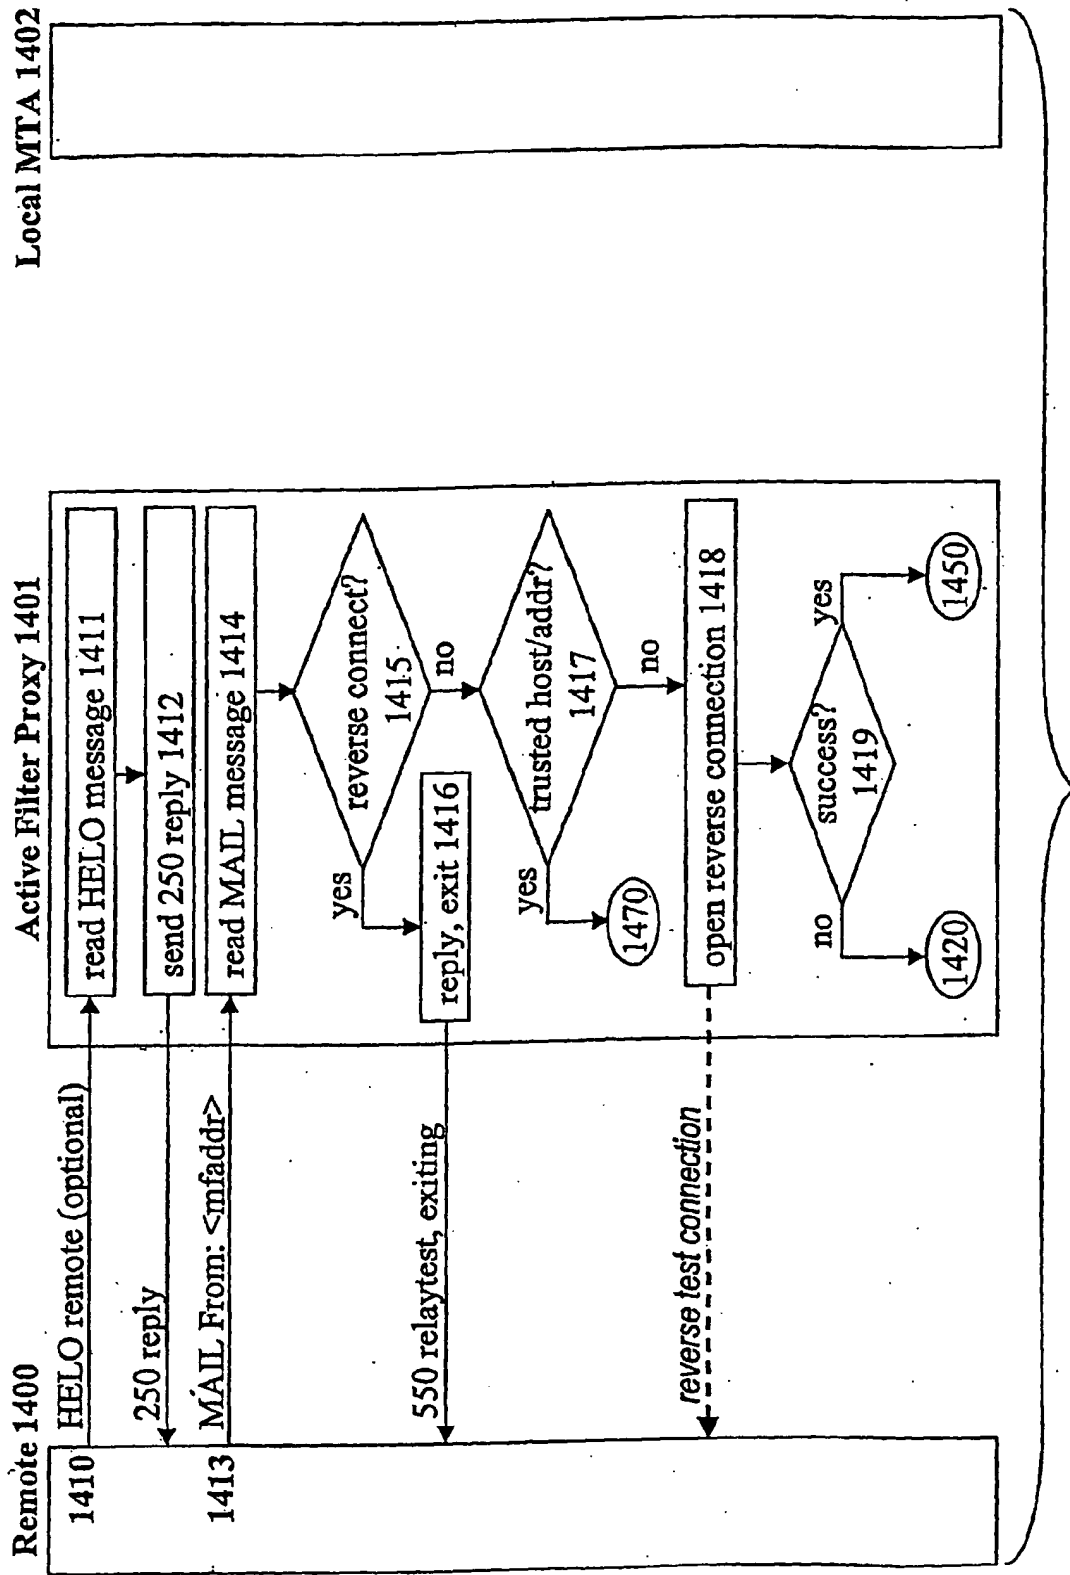 Remote 1400
Active Filter Proxy 1401
Local MTA 1402
1410
HELO remote (optional)
read HELO message 1411
250 reply
send 250 reply 1412
1413
MAIL From: <mfaddr>
read MAIL message 1414
reverse connect?
1415
yes
no
550 relaytest, exiting
reply, exit 1416
trusted host/addr?
1417
yes
no
1470
reverse test connection
open reverse connection 1418
success?
1419
no
yes
1420
1450